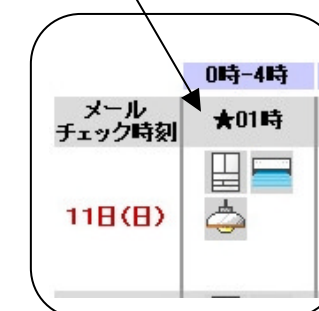 0時-4時
メール
チェック時刻
★01時
11日(日)